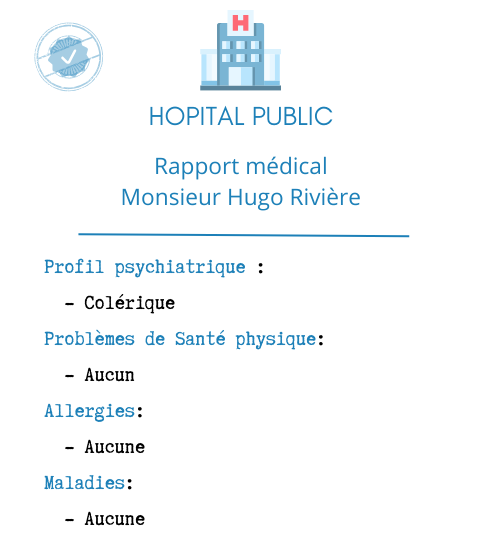 H
HOPITAL PUBLIC
Rapport médical
Monsieur Hugo Rivière
Profil psychiatrique :
- Colérique
Problèmes de Santé physique:
- Aucun
Allergies:
- Aucune
Maladies:
- Aucune